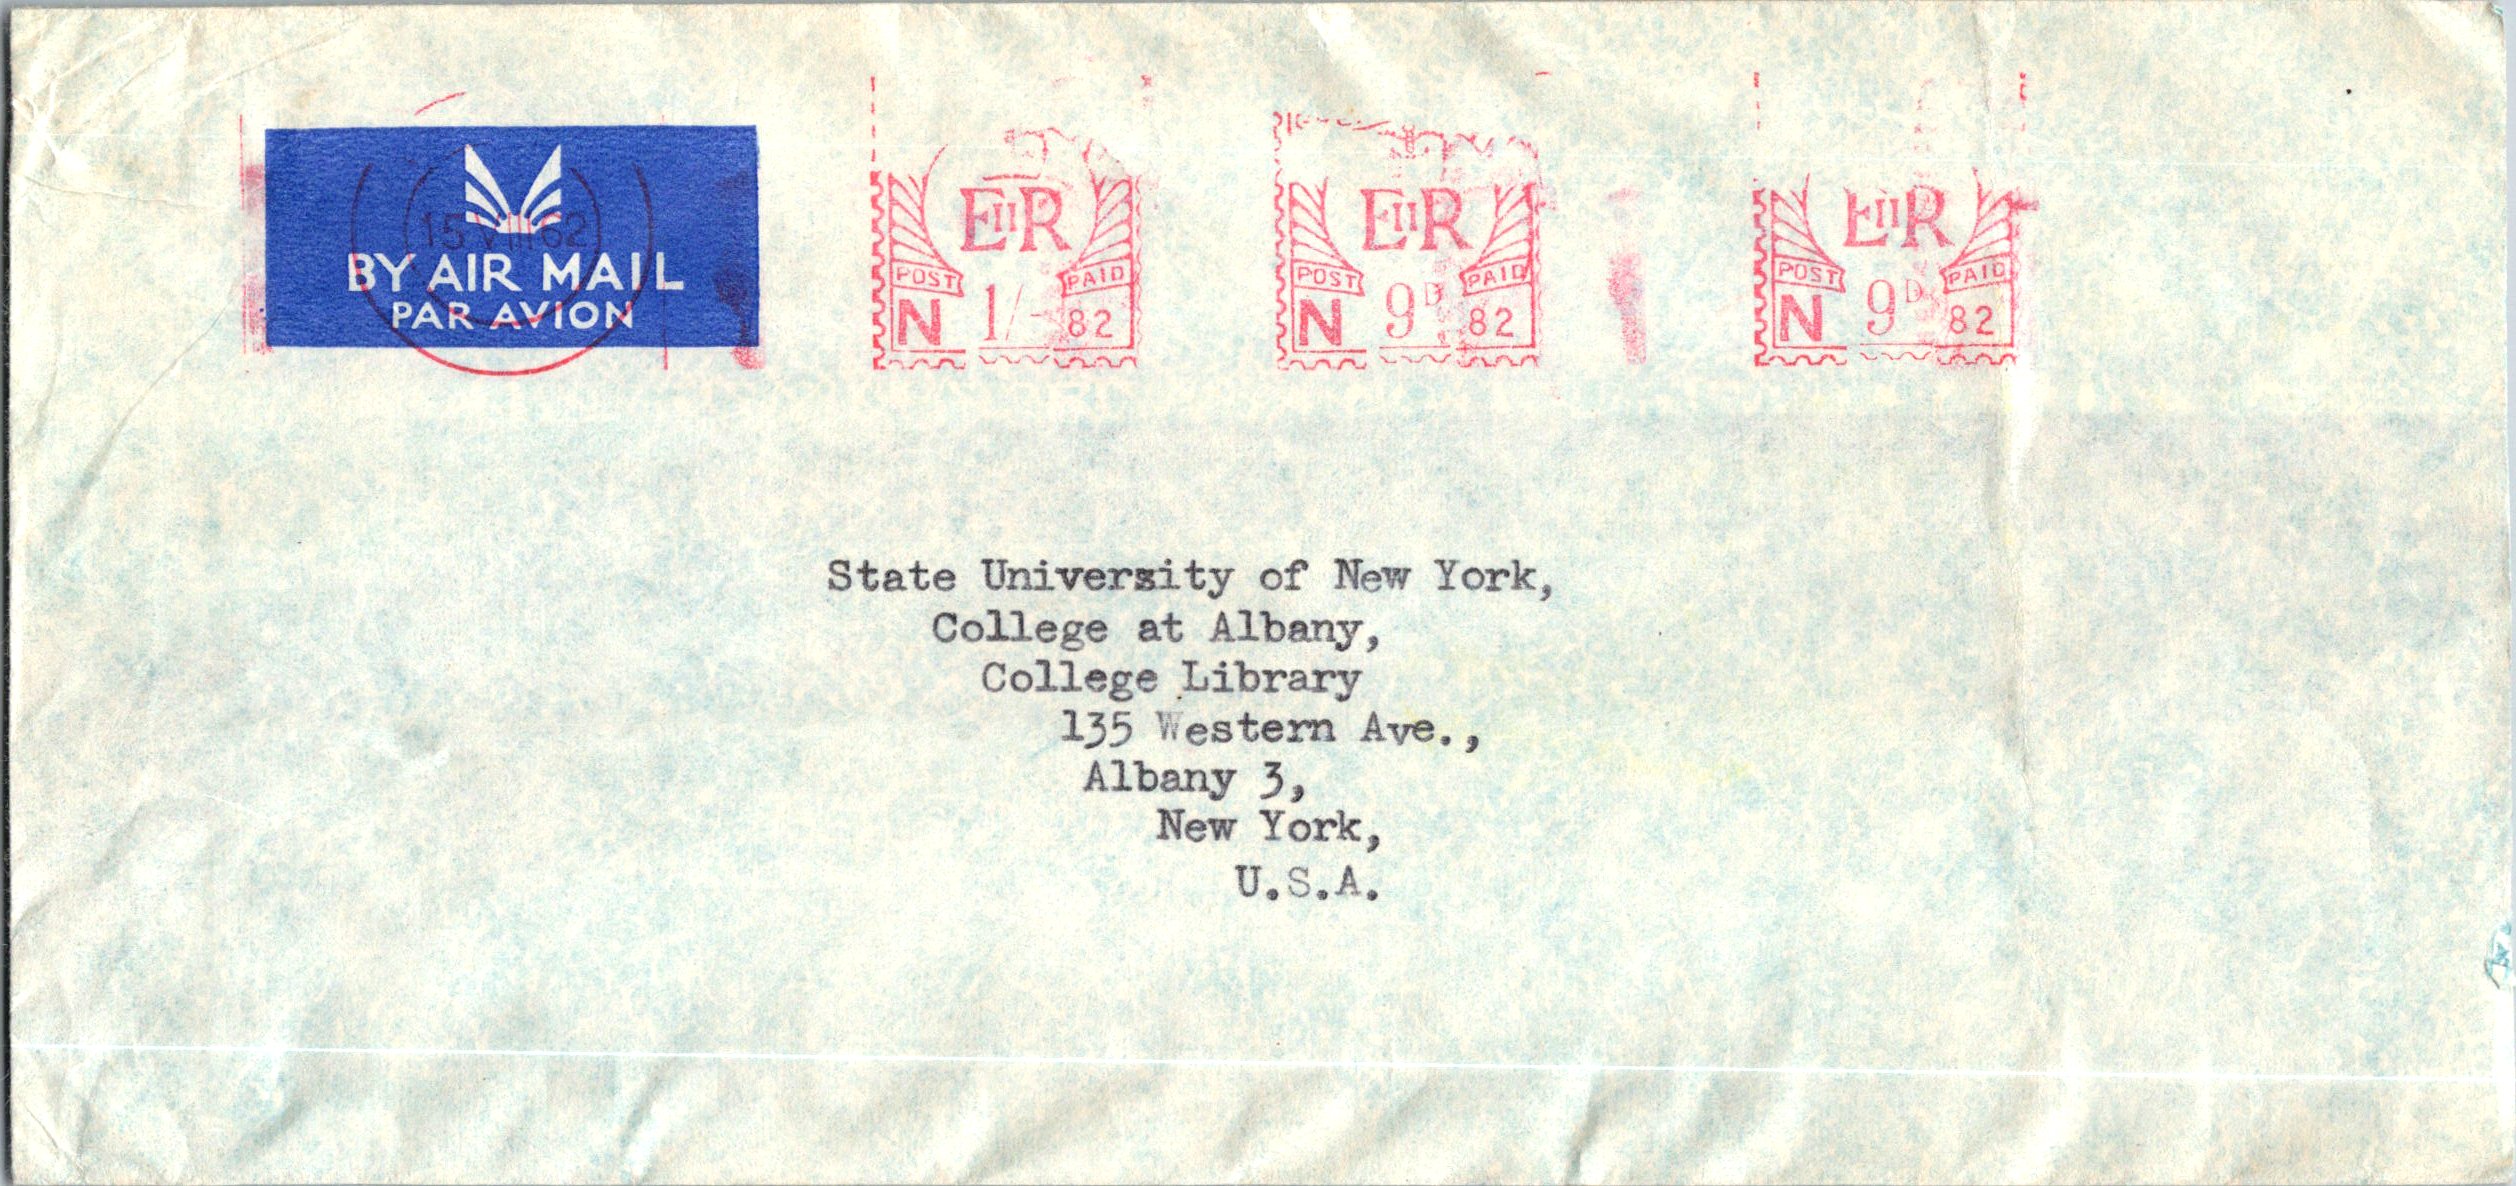 15 VIII 62
BY AIR MAIL
PAR AVION
EIIR
POST PAID
N 1/- 82
EIIR
POST PAID
N 9D 82
EIIR
POST PAID
N 9D 82
State University of New York,
College at Albany,
College Library
135 Western Ave.,
Albany 3,
New York,
U.S.A.